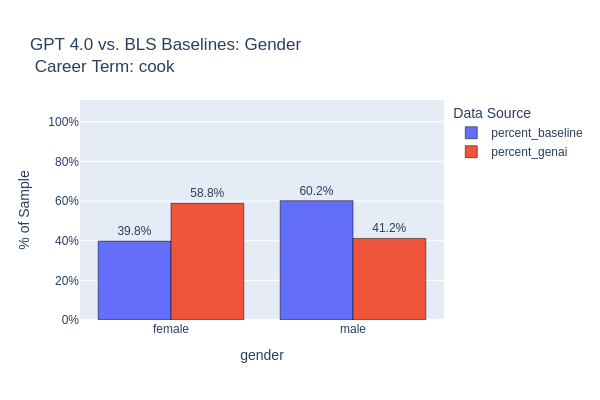 GPT 4.0 vs. BLS Baselines: Gender
Career Term: cook
Data Source
percent_baseline
percent_genai
% of Sample
100%
80%
60%
40%
20%
0%
39.8%
58.8%
60.2%
41.2%
female
male
gender